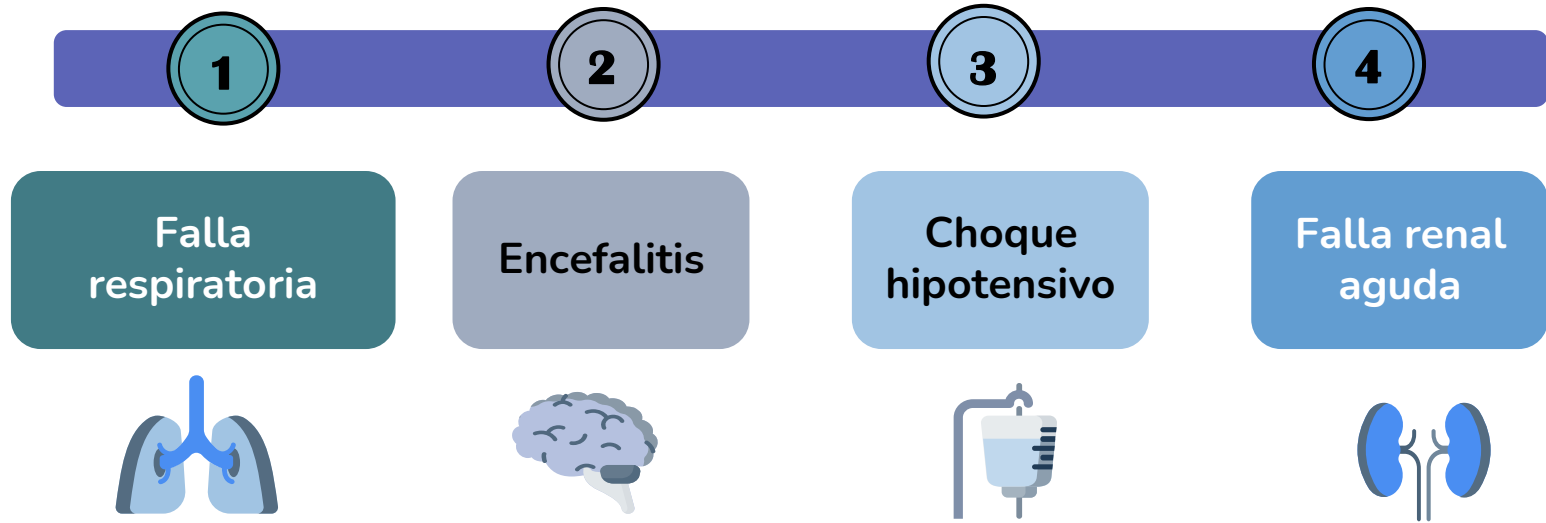 1
2
3
4
Falla
respiratoria
Encefalitis
Choque
hipotensivo
Falla renal
aguda